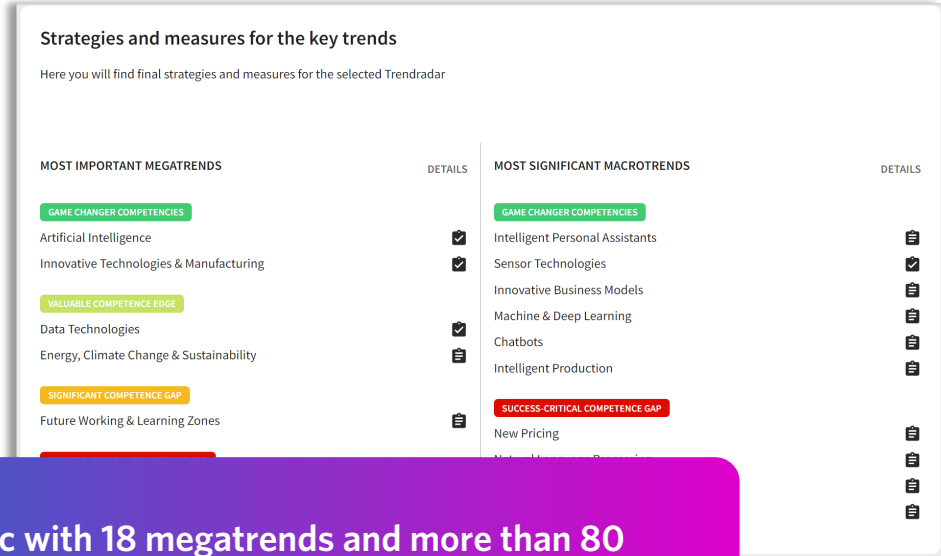 Strategies and measures for the key trends
Here you will find final strategies and measures for the selected Trendradar
MOST IMPORTANT MEGATRENDS
DETAILS
GAME CHANGER COMPETENCIES
Artificial Intelligence
Innovative Technologies & Manufacturing
VALUABLE COMPETENCE EDGE
Data Technologies
Energy, Climate Change & Sustainability
SIGNIFICANT COMPETENCE GAP
Future Working & Learning Zones
MOST SIGNIFICANT MACROTRENDS
DETAILS
GAME CHANGER COMPETENCIES
Intelligent Personal Assistants
Sensor Technologies
Innovative Business Models
Machine & Deep Learning
Chatbots
Intelligent Production
SUCCESS-CRITICAL COMPETENCE GAP
New Pricing
Natural Language Processing
c with 18 megatrends and more than 80